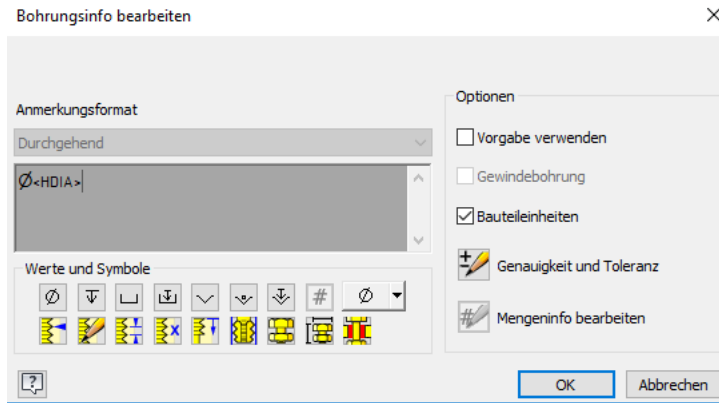 Bohrungsinfo bearbeiten
Anmerkungsformat
Durchgehend
Ø<HDIA>
Werte und Symbole
Ø
# Ø
Optionen
Vorgabe verwenden
Gewindebohrung
Bauteileinheiten
Genauigkeit und Toleranz
Mengeninfo bearbeiten
?
OK
Abbrechen